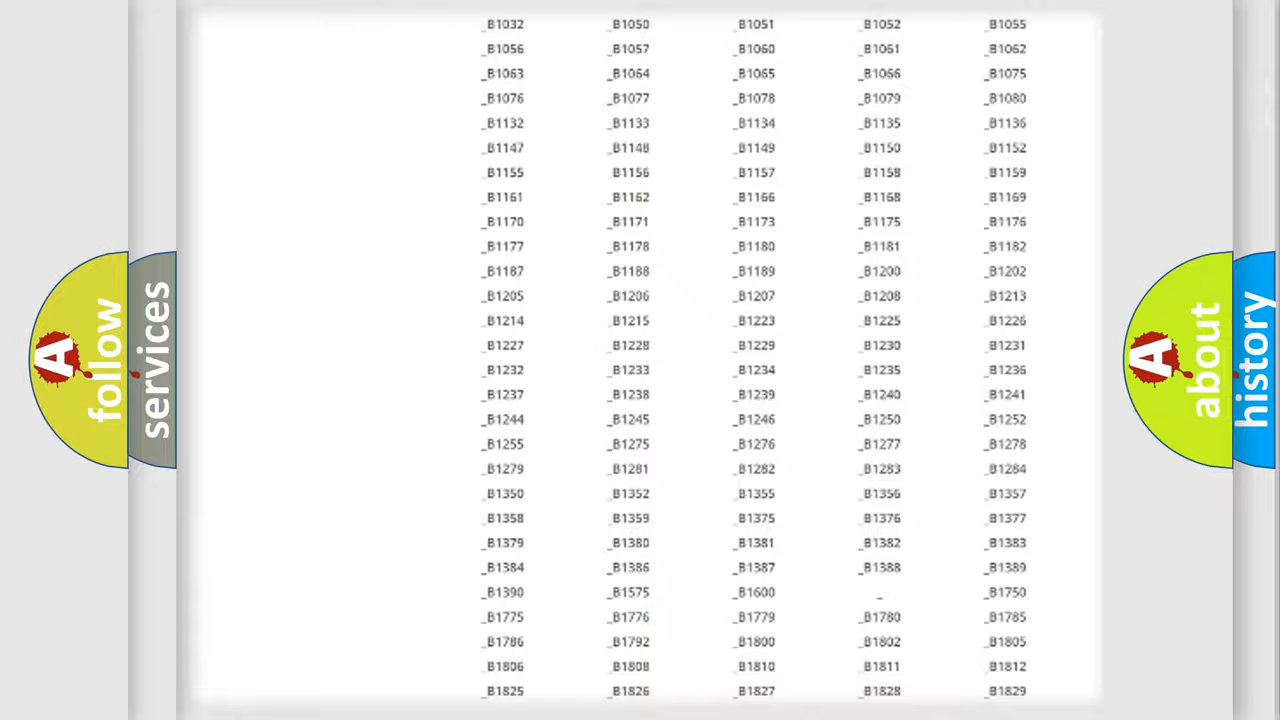 _B1032 _B1050 _B1051 _B1052 _B1055
_B1056 _B1057 _B1060 _B1061 _B1062
_B1063 _B1064 _B1065 _B1066 _B1075
_B1076 _B1077 _B1078 _B1079 _B1080
_B1132 _B1133 _B1134 _B1135 _B1136
_B1147 _B1148 _B1149 _B1150 _B1152
_B1155 _B1156 _B1157 _B1158 _B1159
_B1161 _B1162 _B1166 _B1168 _B1169
_B1170 _B1171 _B1173 _B1175 _B1176
_B1177 _B1178 _B1180 _B1181 _B1182
_B1187 _B1188 _B1189 _B1200 _B1202
_B1205 _B1206 _B1207 _B1208 _B1213
_B1214 _B1215 _B1223 _B1225 _B1226
_B1227 _B1228 _B1229 _B1230 _B1231
_B1232 _B1233 _B1234 _B1235 _B1236
_B1237 _B1238 _B1239 _B1240 _B1241
_B1244 _B1245 _B1246 _B1250 _B1252
_B1255 _B1275 _B1276 _B1277 _B1278
_B1279 _B1281 _B1282 _B1283 _B1284
_B1350 _B1352 _B1355 _B1356 _B1357
_B1358 _B1359 _B1375 _B1376 _B1377
_B1379 _B1380 _B1381 _B1382 _B1383
_B1384 _B1386 _B1387 _B1388 _B1389
_B1390 _B1575 _B1600 _ _B1750
_B1775 _B1776 _B1779 _B1780 _B1785
_B1786 _B1792 _B1800 _B1802 _B1805
_B1806 _B1808 _B1810 _B1811 _B1812
_B1825 _B1826 _B1827 _B1828 _B1829
A
follow
services
A
about
history